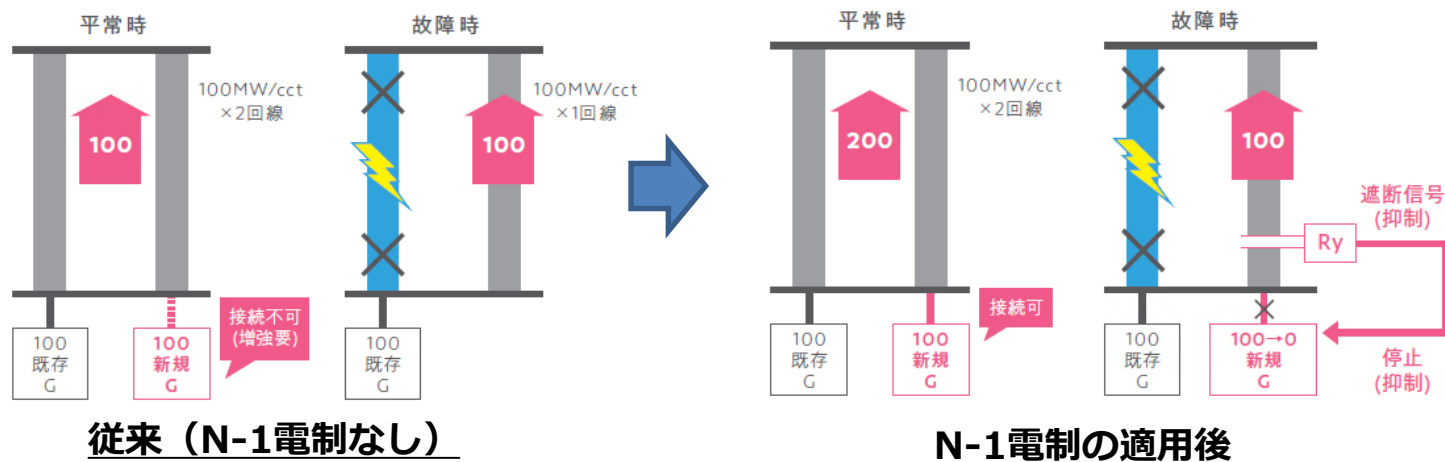 平常時
100MW/cct
×2回線
100
100
既存
G
100
新規
G
接続不可
(増強要)
故障時
100MW/cct
×1回線
100
100
既存
G
従来（N-1電制なし）
平常時
100MW/cct
×2回線
200
100
既存
G
100
新規
G
接続可
故障時
100
Ry
遮断信号
(抑制)
100
既存
G
100→0
新規
G
停止
(抑制)
N-1電制の適用後